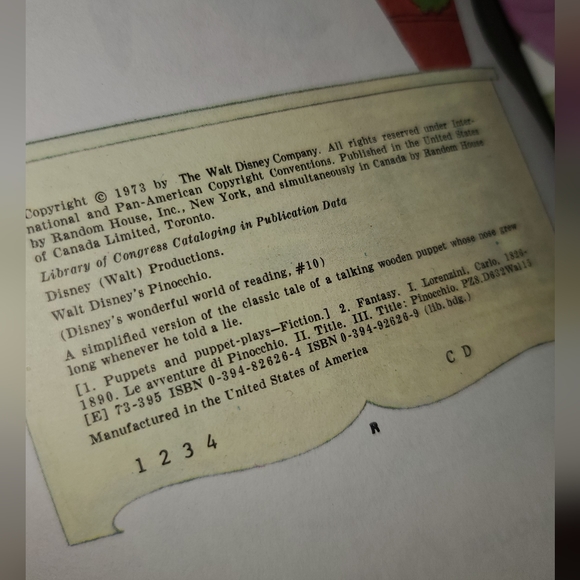 Copyright © 1973 by The Walt Disney Company. All rights reserved under Inter-
national and Pan-American Copyright Conventions. Published in the United States
by Random House, Inc., New York, and simultaneously in Canada by Random House
of Canada Limited, Toronto.
Library of Congress Cataloging in Publication Data
Disney (Walt) Productions.
Walt Disney's Pinocchio.
(Disney's wonderful world of reading, #10)
A simplified version of the classic tale of a talking wooden puppet whose nose grew
long whenever he told a lie.
[1. Puppets and puppet-plays—Fiction.] 2. Fantasy. I. Lorenzini, Carlo, 1826-
1890. Le avventure di Pinocchio. II. Title. III. Title: Pinocchio. PZ8.D632Wal15
[E] 73-395 ISBN 0-394-82626-4 ISBN 0-394-92626-9 (lib. bdg.)
Manufactured in the United States of America
C D
1 2 3 4